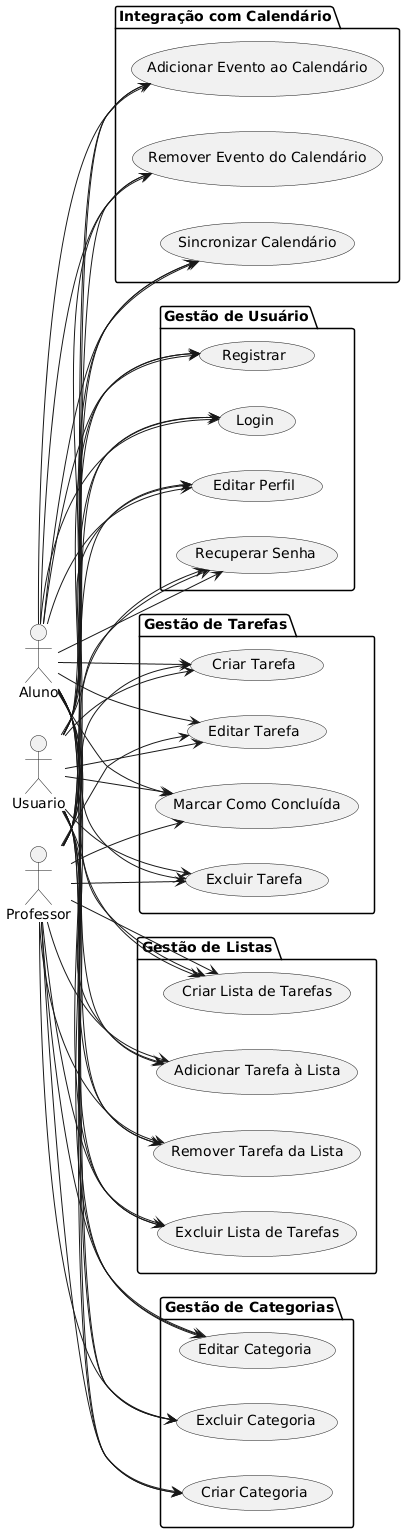 Integração com Calendário
Adicionar Evento ao Calendário
Remover Evento do Calendário
Sincronizar Calendário
Gestão de Usuário
Registrar
Login
Editar Perfil
Recuperar Senha
Aluno
Usuario
Professor
Gestão de Tarefas
Criar Tarefa
Editar Tarefa
Marcar Como Concluída
Excluir Tarefa
Gestão de Listas
Criar Lista de Tarefas
Adicionar Tarefa à Lista
Remover Tarefa da Lista
Excluir Lista de Tarefas
Gestão de Categorias
Editar Categoria
Excluir Categoria
Criar Categoria